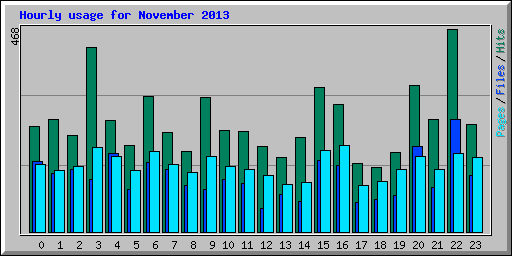 Hourly usage for November 2013
468
Pages/Files/Hits
0 1 2 3 4 5 6 7 8 9 10 11 12 13 14 15 16 17 18 19 20 21 22 23